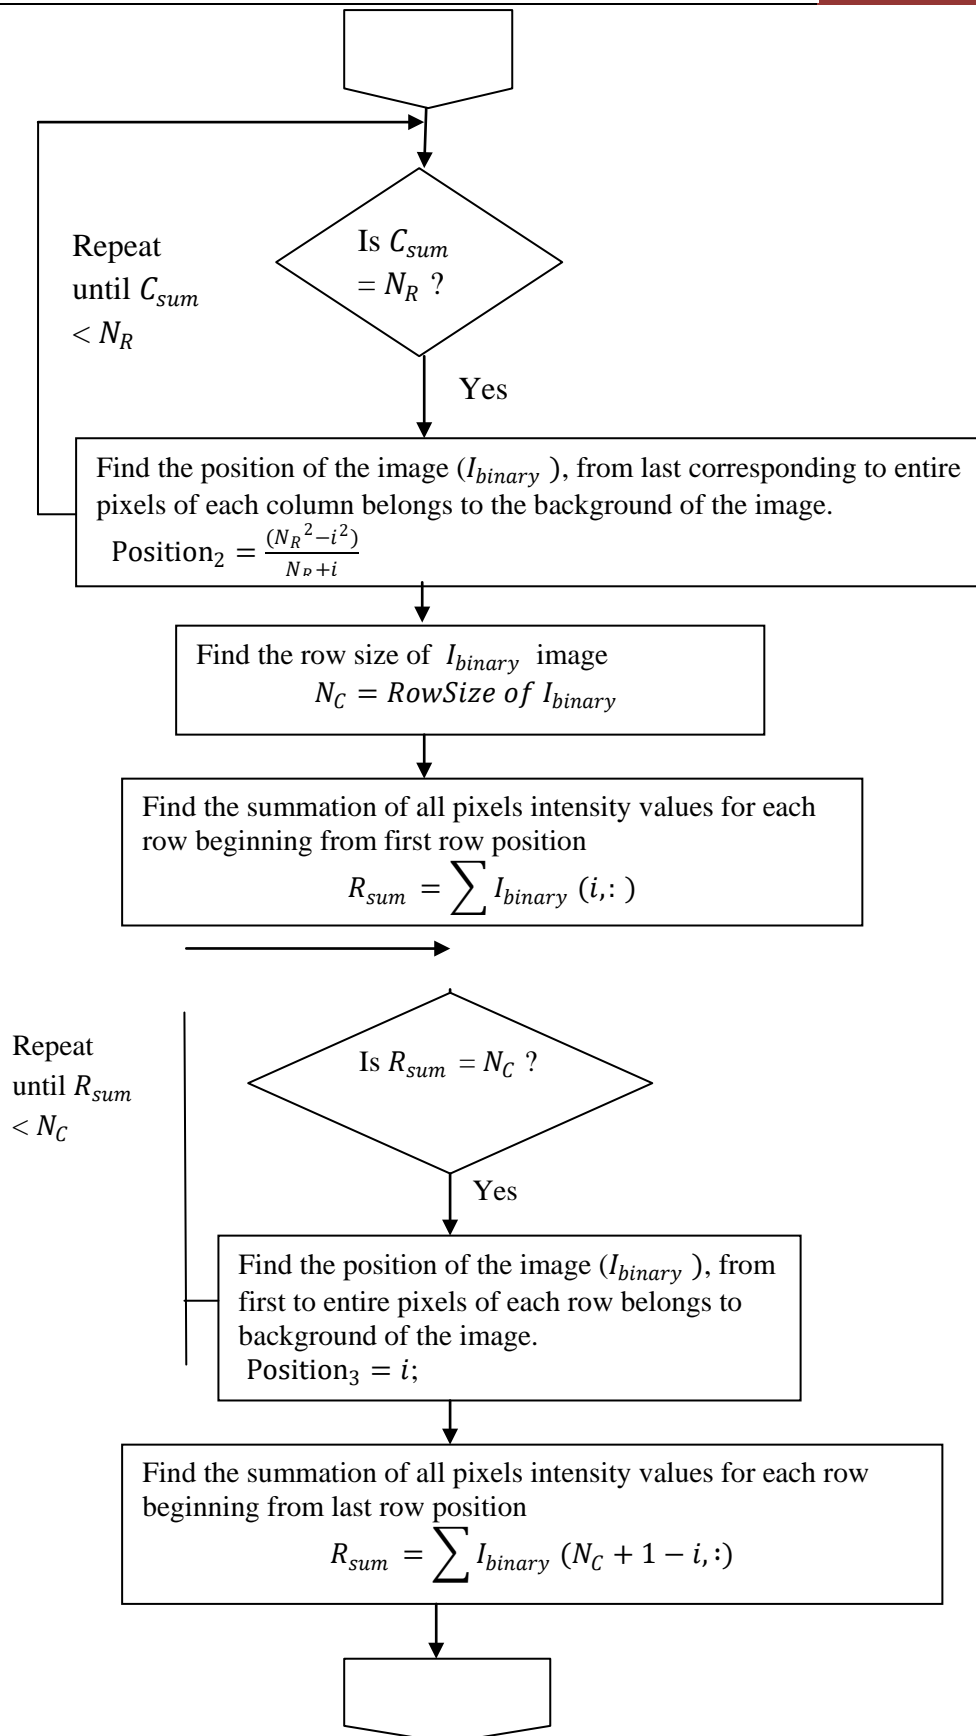 Is C_sum
= N_R ?
Repeat
until C_sum
< N_R
Yes
Find the position of the image (I_binary ), from last corresponding to entire
pixels of each column belongs to the background of the image.
Position₂ = (N_R² − i²) / N_R + i
Find the row size of I_binary image
N_C = RowSize of I_binary
Find the summation of all pixels intensity values for each
row beginning from first row position
R_sum = ∑ I_binary (i,: )
Is R_sum = N_C ?
Repeat
until R_sum
< N_C
Yes
Find the position of the image (I_binary ), from
first to entire pixels of each row belongs to
background of the image.
Position₃ = i;
Find the summation of all pixels intensity values for each row
beginning from last row position
R_sum = ∑ I_binary (N_C + 1 − i,:)